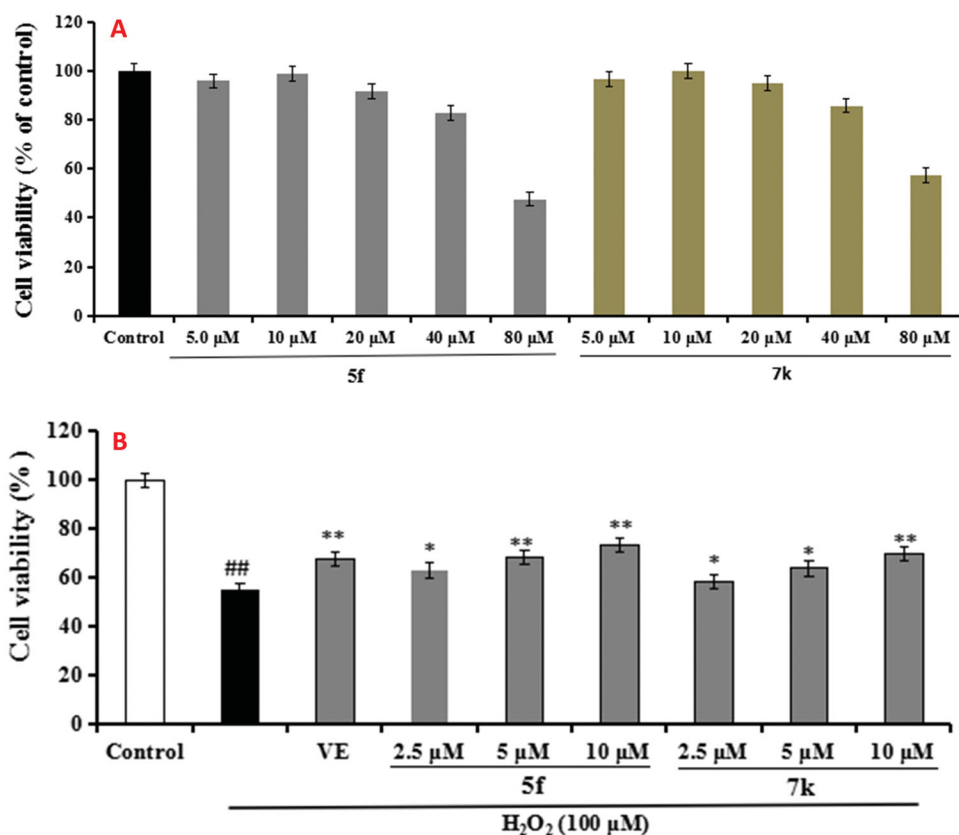 A
Cell viability (% of control)
120
100
80
60
40
20
0
Control 5.0 µM 10 µM 20 µM 40 µM 80 µM 5.0 µM 10 µM 20 µM 40 µM 80 µM
5f 7k
B
Cell viability (%)
120
100
80
60
40
20
0
## ** * ** ** * * **
Control VE 2.5 µM 5 µM 10 µM 2.5 µM 5 µM 10 µM
5f 7k
H₂O₂ (100 µM)